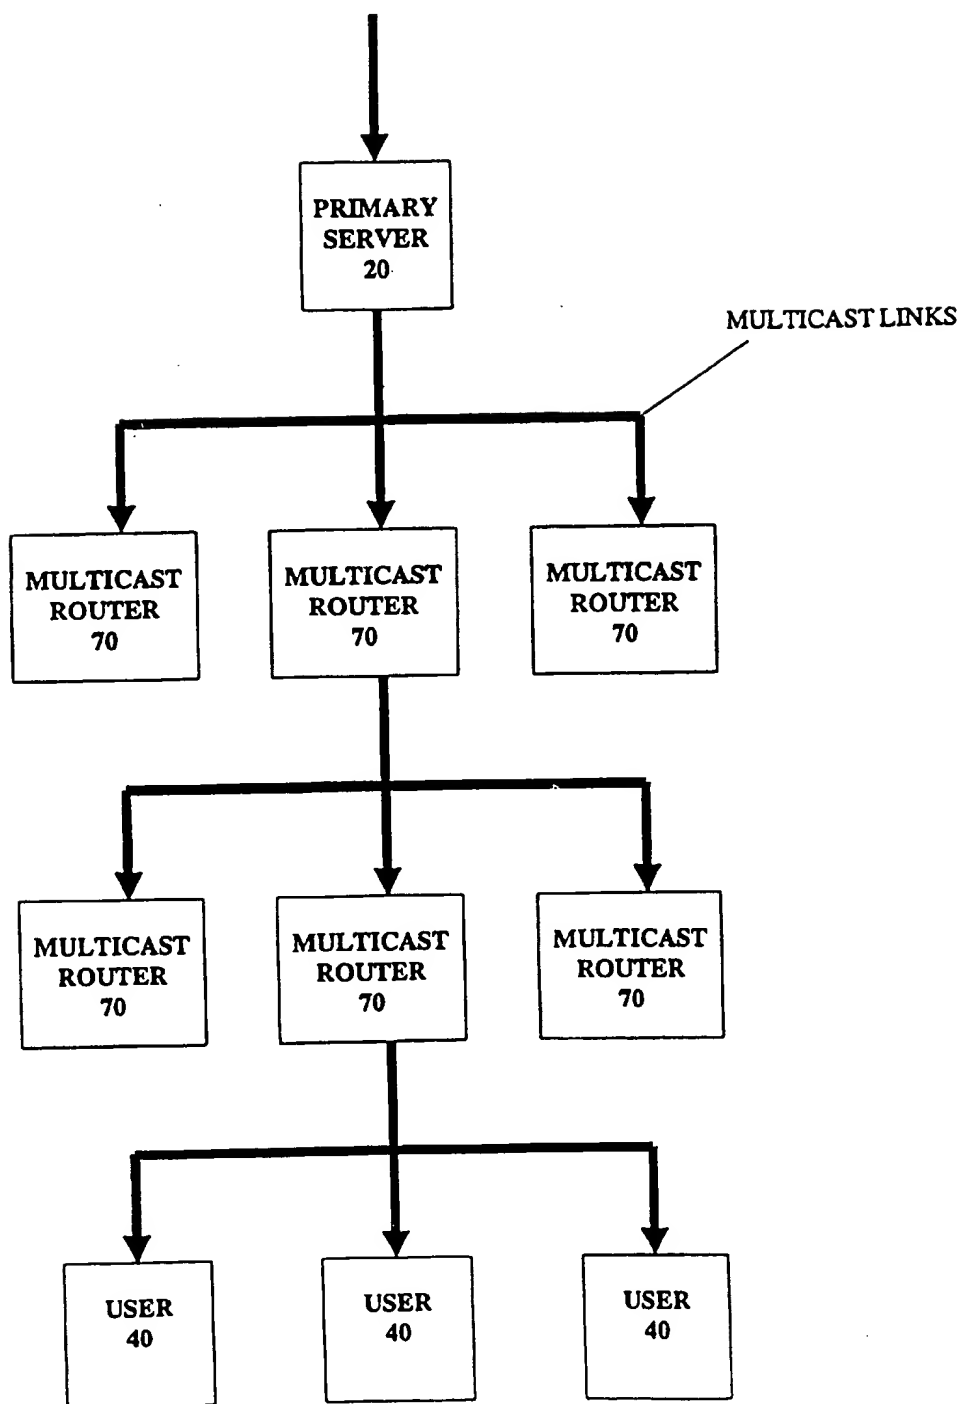 PRIMARY
SERVER
20
MULTICAST LINKS
MULTICAST
ROUTER
70
MULTICAST
ROUTER
70
MULTICAST
ROUTER
70
MULTICAST
ROUTER
70
MULTICAST
ROUTER
70
MULTICAST
ROUTER
70
USER
40
USER
40
USER
40